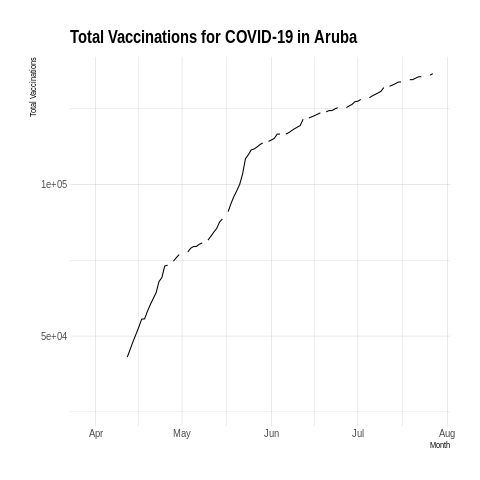 Total Vaccinations for COVID-19 in Aruba
Total Vaccinations
1e+05
5e+04
Apr May Jun Jul Aug
Month